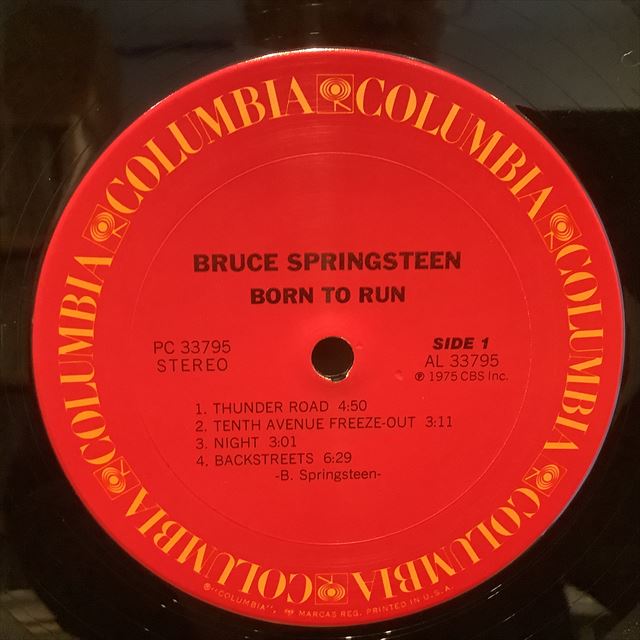 COLUMBIA COLUMBIA COLUMBIA COLUMBIA COLUMBIA COLUMBIA COLUMBIA
BRUCE SPRINGSTEEN
BORN TO RUN
PC 33795
STEREO
SIDE 1
AL 33795
℗ 1975 CBS Inc.
1. THUNDER ROAD 4:50
2. TENTH AVENUE FREEZE-OUT 3:11
3. NIGHT 3:01
4. BACKSTREETS 6:29
-B. Springsteen-
®"COLUMBIA", MARCAS REG. PRINTED IN U.S.A.